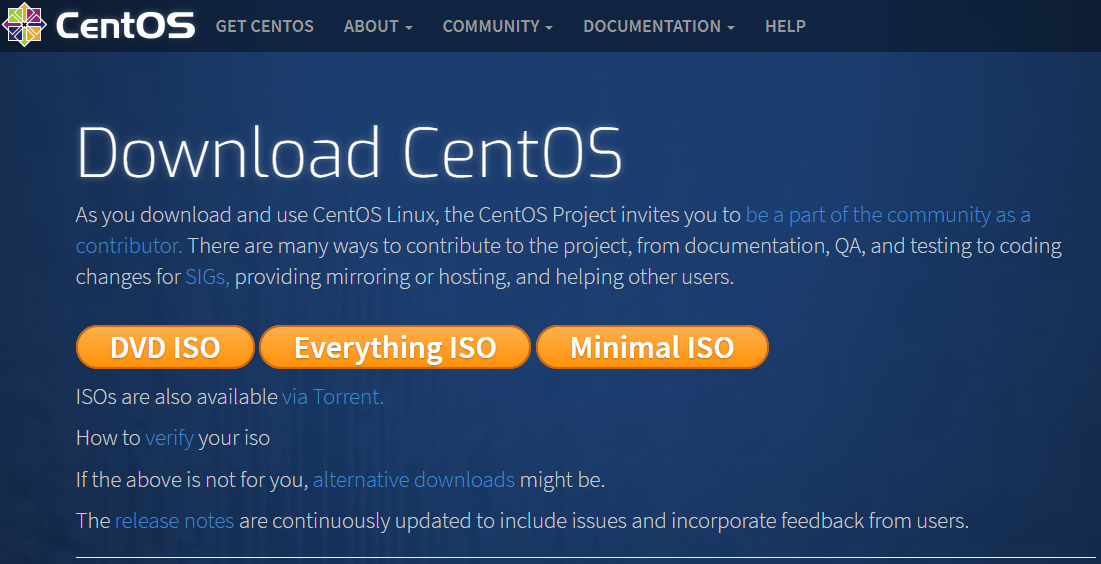 CentOS GET CENTOS ABOUT COMMUNITY DOCUMENTATION HELP
Download CentOS
As you download and use CentOS Linux, the CentOS Project invites you to be a part of the community as a
contributor. There are many ways to contribute to the project, from documentation, QA, and testing to coding
changes for SIGs, providing mirroring or hosting, and helping other users.
DVD ISO Everything ISO Minimal ISO
ISOs are also available via Torrent.
How to verify your iso
If the above is not for you, alternative downloads might be.
The release notes are continuously updated to include issues and incorporate feedback from users.